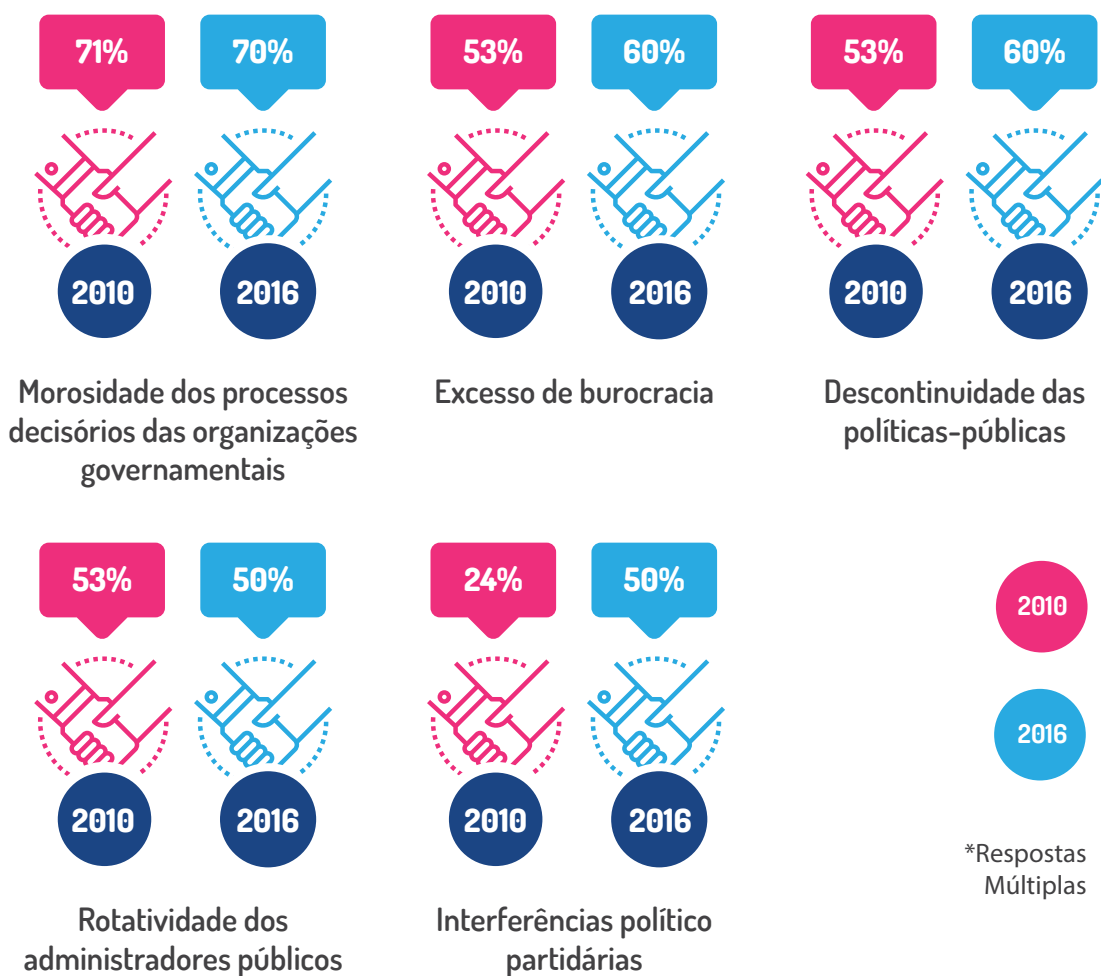 71%
70%
2010
2016
Morosidade dos processos
decisórios das organizações
governamentais
53%
60%
2010
2016
Excesso de burocracia
53%
60%
2010
2016
Descontinuidade das
políticas-públicas
53%
50%
2010
2016
Rotatividade dos
administradores públicos
24%
50%
2010
2016
Interferências político
partidárias
2010
2016
*Respostas
Múltiplas